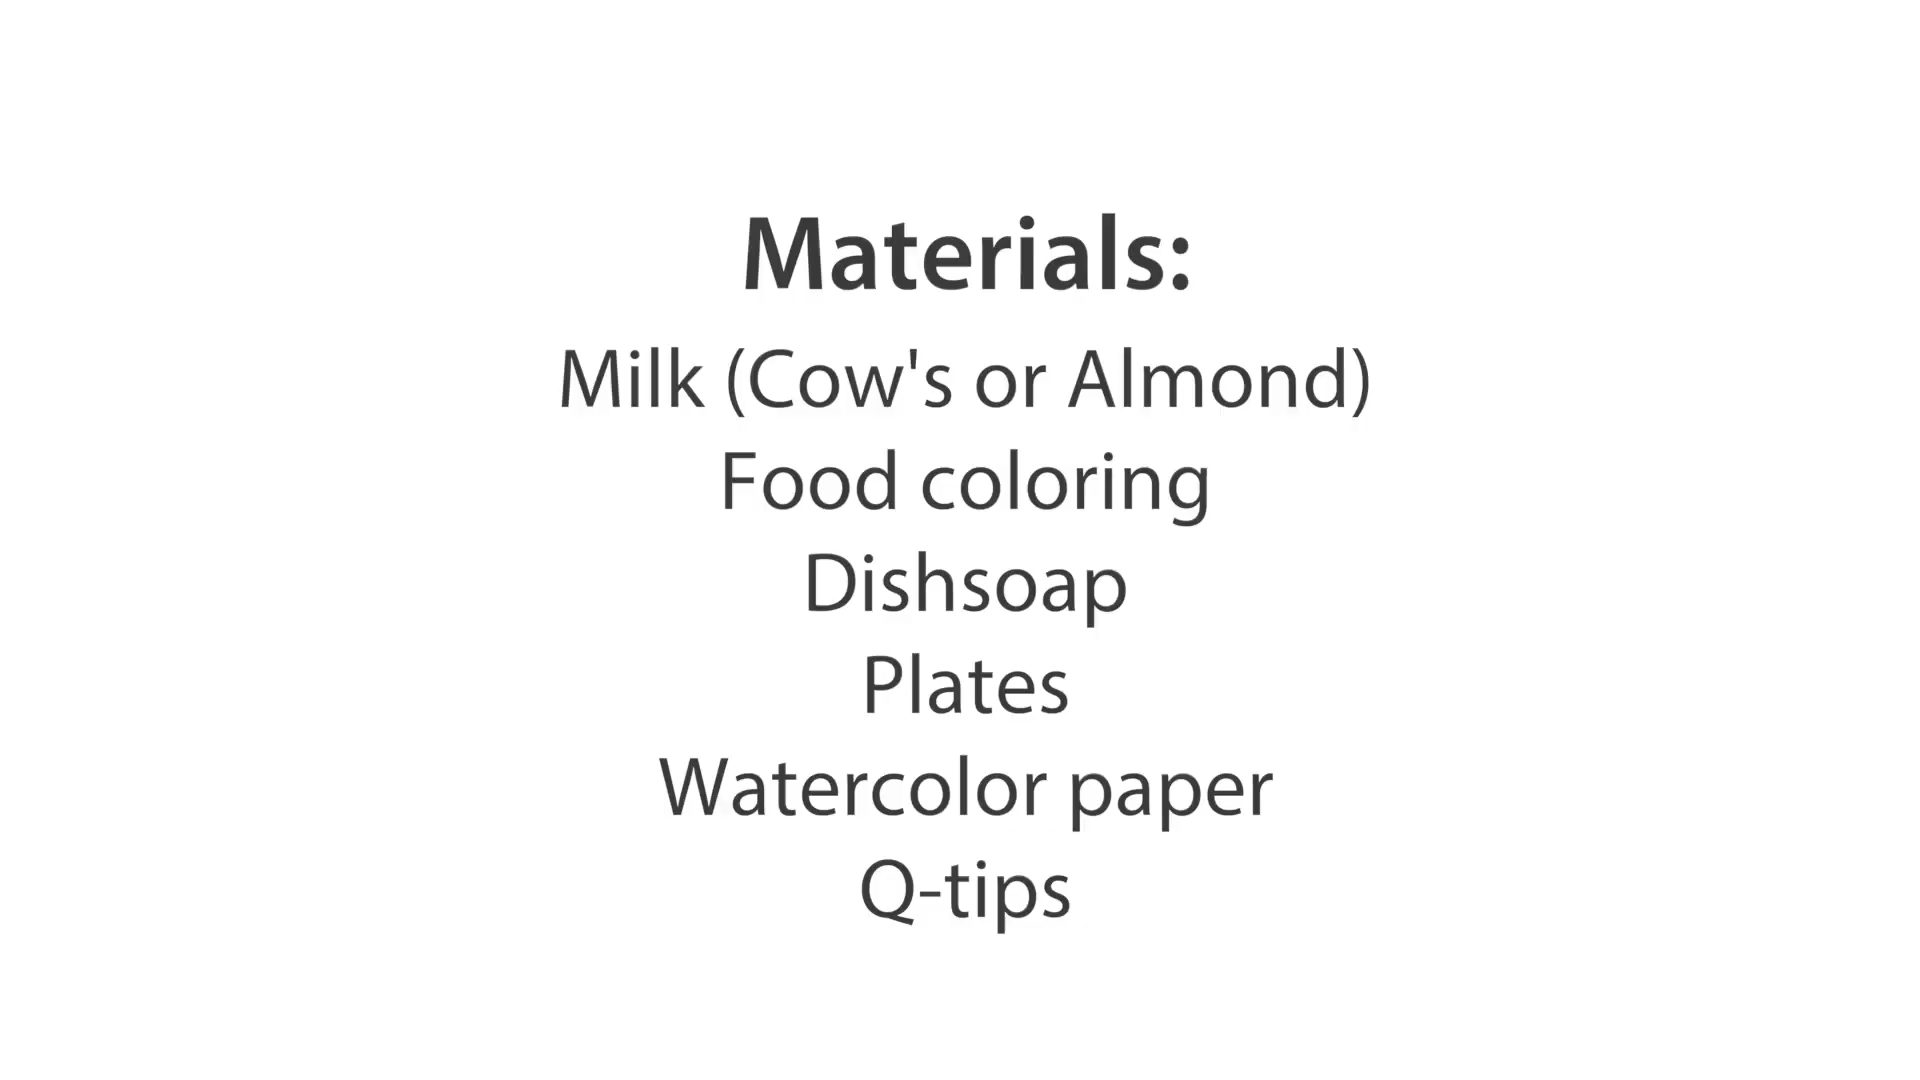 Materials:
Milk (Cow's or Almond)
Food coloring
Dishsoap
Plates
Watercolor paper
Q-tips